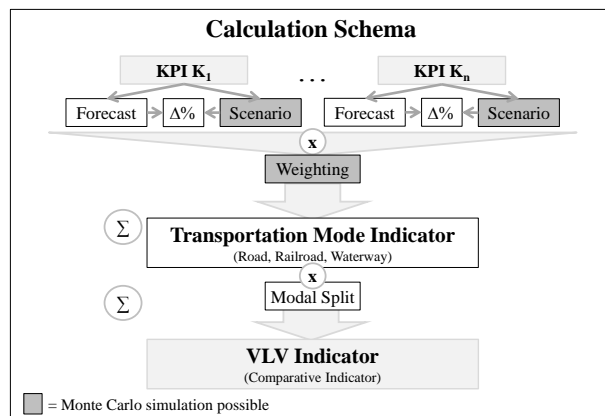 Calculation Schema
KPI K1 . . . KPI Kn
Forecast Δ% Scenario Forecast Δ% Scenario
x
Weighting
∑ Transportation Mode Indicator
(Road, Railroad, Waterway)
x
∑ Modal Split
VLV Indicator
(Comparative Indicator)
= Monte Carlo simulation possible